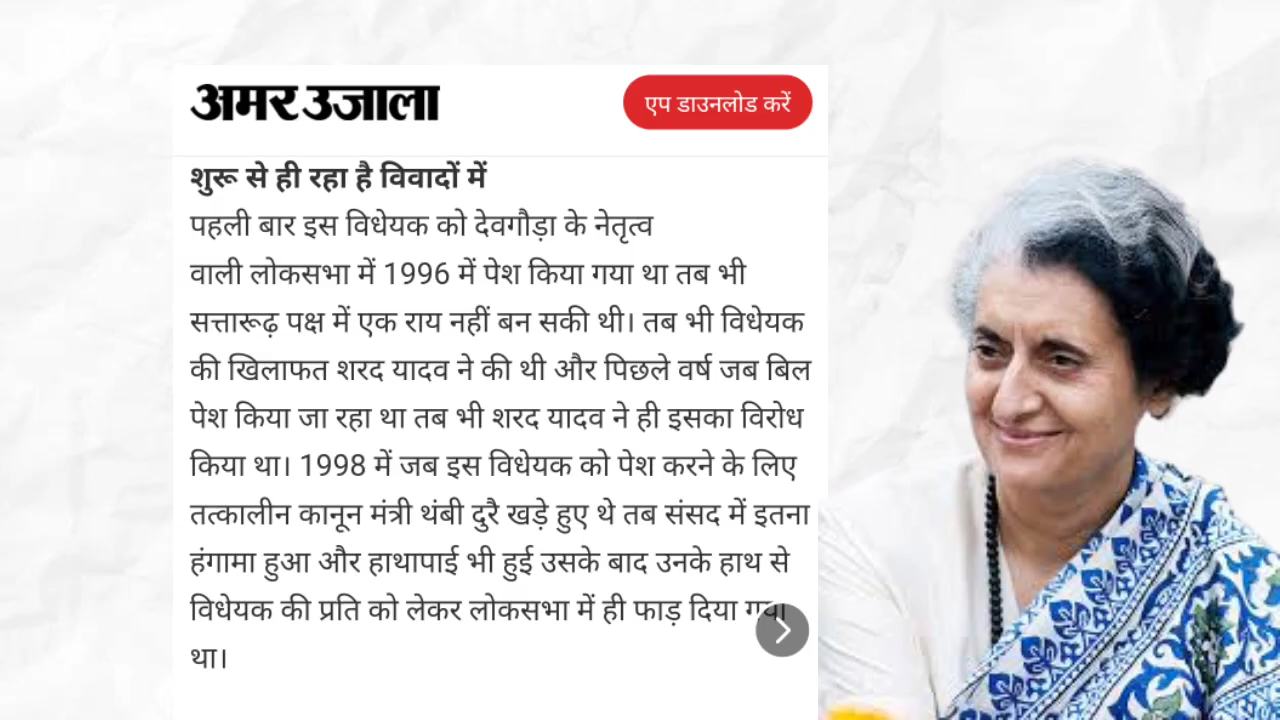 अमर उजाला
एप डाउनलोड करें
शुरू से ही रहा है विवादों में
पहली बार इस विधेयक को देवगौड़ा के नेतृत्व
वाली लोकसभा में 1996 में पेश किया गया था तब भी
सत्तारूढ़ पक्ष में एक राय नहीं बन सकी थी। तब भी विधेयक
की खिलाफत शरद यादव ने की थी और पिछले वर्ष जब बिल
पेश किया जा रहा था तब भी शरद यादव ने ही इसका विरोध
किया था। 1998 में जब इस विधेयक को पेश करने के लिए
तत्कालीन कानून मंत्री थंबी दुरै खड़े हुए थे तब संसद में इतना
हंगामा हुआ और हाथापाई भी हुई उसके बाद उनके हाथ से
विधेयक की प्रति को लेकर लोकसभा में ही फाड़ दिया गया
था।